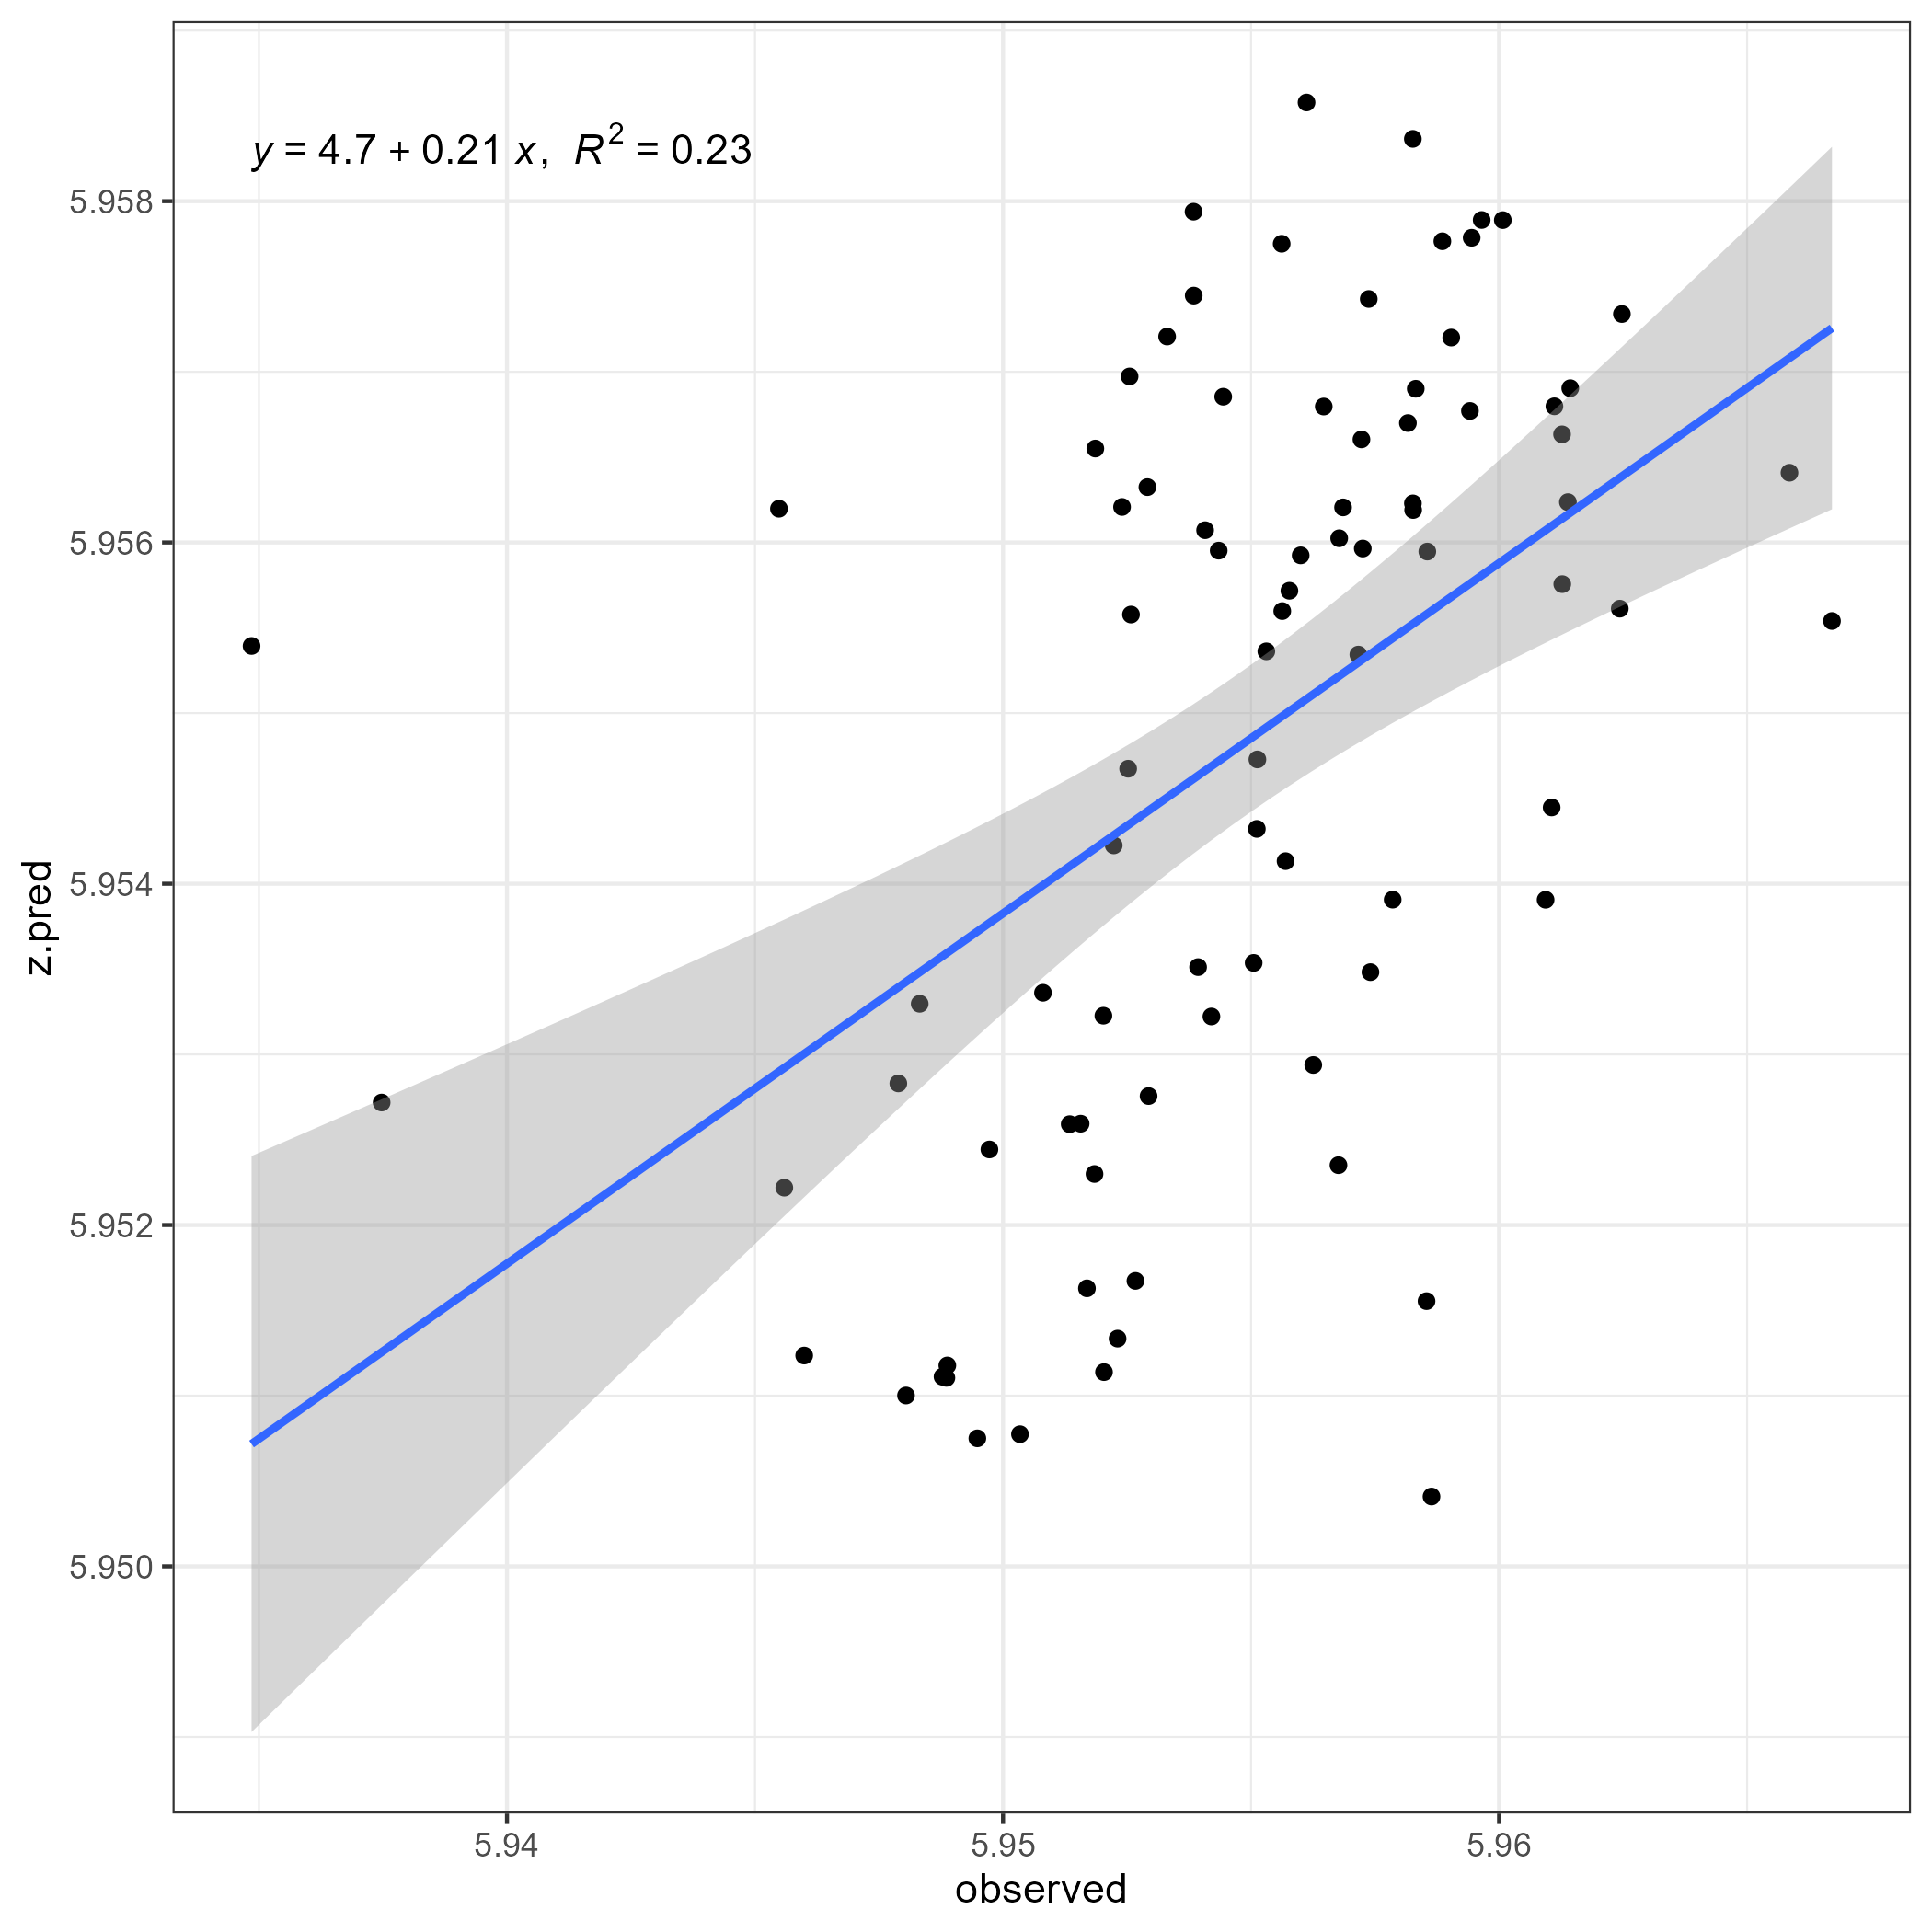 y = 4.7 + 0.21 x, R² = 0.23
5.958
5.956
5.954
5.952
5.950
z.pred
5.94 5.95 5.96
observed